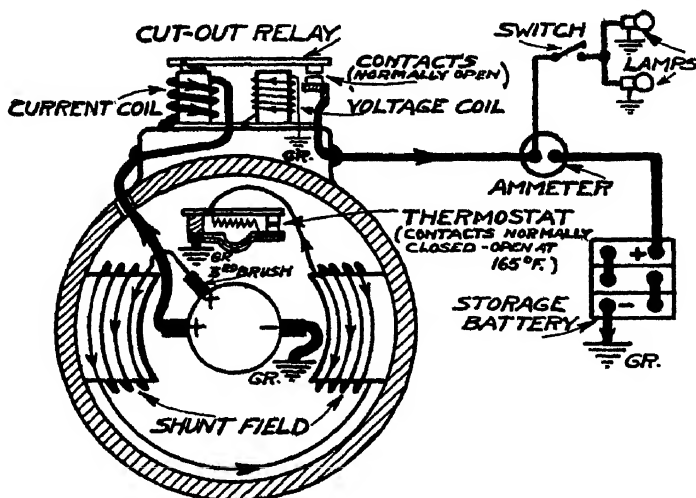 CUT-OUT RELAY
SWITCH
LAMPS
CONTACTS
(NORMALLY OPEN)
CURRENT COIL
VOLTAGE COIL
GR.
AMMETER
THERMOSTAT
(CONTACTS NORMALLY
CLOSED - OPEN AT
165°F.)
GR.
3RD BRUSH
+
+
-
+
-
STORAGE
BATTERY
GR.
GR.
SHUNT FIELD